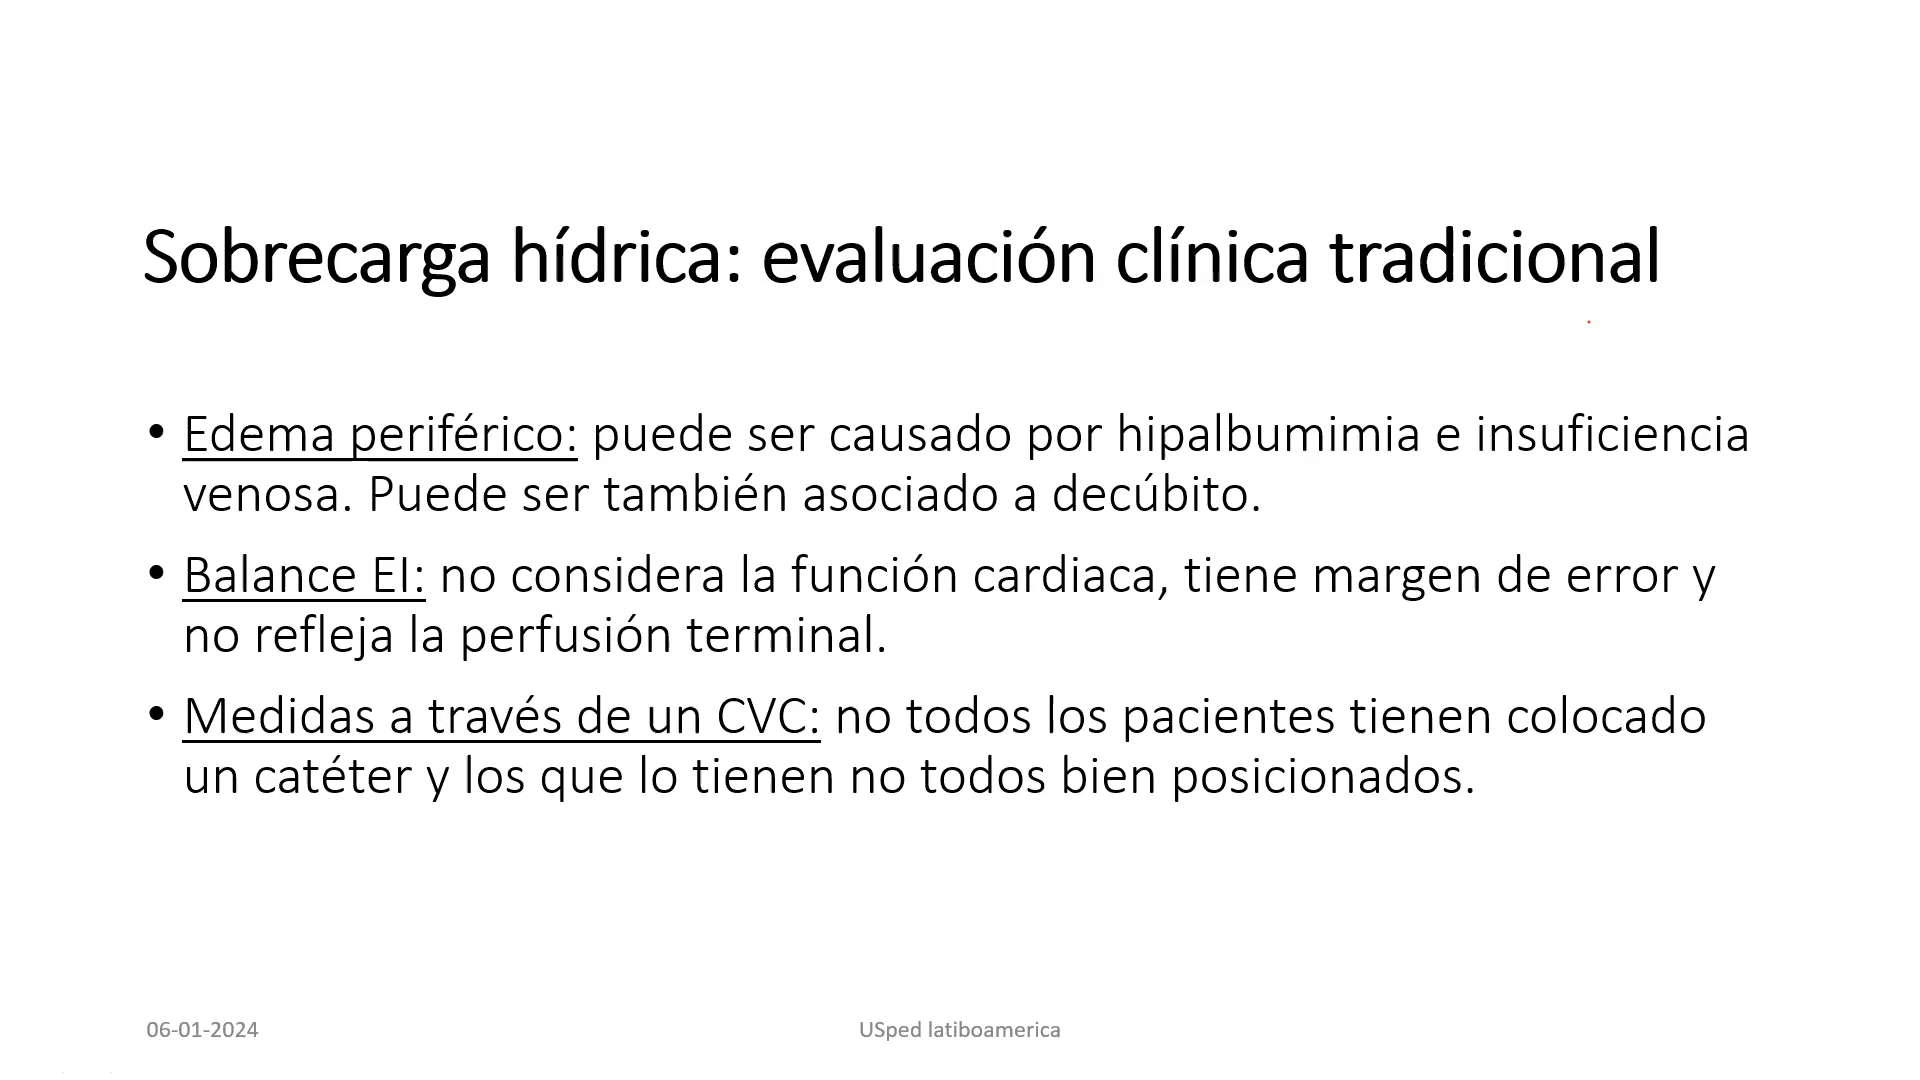 Sobrecarga hídrica: evaluación clínica tradicional
• Edema periférico: puede ser causado por hipalbumimia e insuficiencia
venosa. Puede ser también asociado a decúbito.
• Balance EI: no considera la función cardiaca, tiene margen de error y
no refleja la perfusión terminal.
• Medidas a través de un CVC: no todos los pacientes tienen colocado
un catéter y los que lo tienen no todos bien posicionados.
06-01-2024
USped latiboamerica